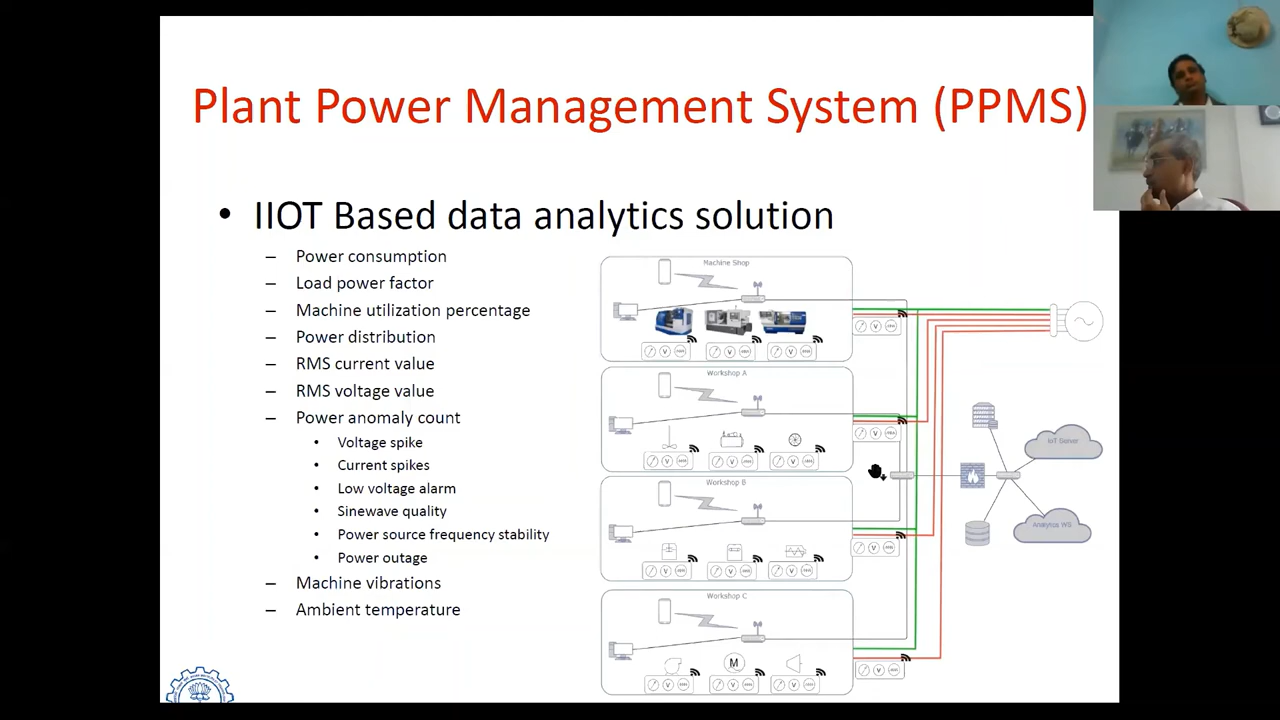 Plant Power Management System (PPMS)
• IIOT Based data analytics solution
– Power consumption
– Load power factor
– Machine utilization percentage
– Power distribution
– RMS current value
– RMS voltage value
– Power anomaly count
• Voltage spike
• Current spikes
• Low voltage alarm
• Sinewave quality
• Power source frequency stability
• Power outage
– Machine vibrations
– Ambient temperature
Machine Shop
Workshop A
Workshop B
Workshop C
M
IoT Server
Analytics WS